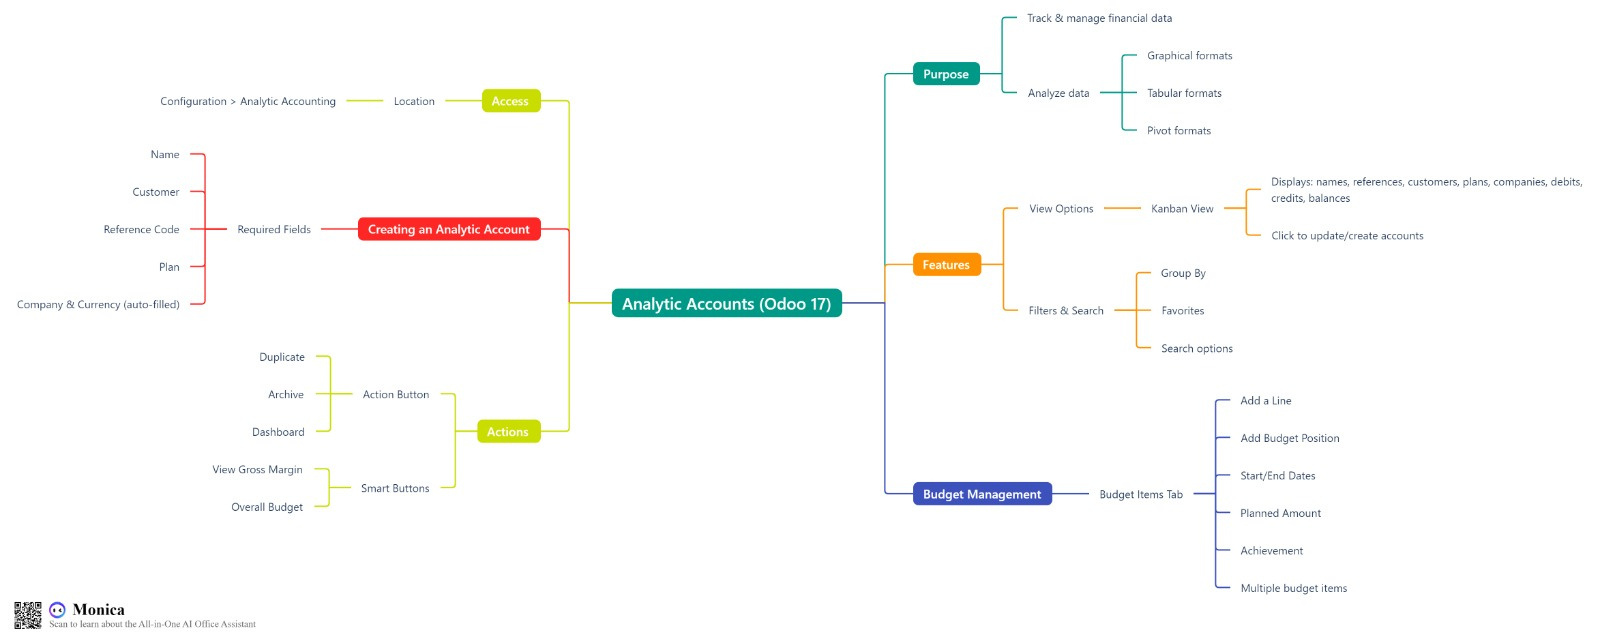 Analytic Accounts (Odoo 17)
Purpose
Track & manage financial data
Analyze data
Graphical formats
Tabular formats
Pivot formats
Features
View Options
Kanban View
Displays: names, references, customers, plans, companies, debits,
credits, balances
Click to update/create accounts
Filters & Search
Group By
Favorites
Search options
Budget Management
Budget Items Tab
Add a Line
Add Budget Position
Start/End Dates
Planned Amount
Achievement
Multiple budget items
Access
Location
Configuration > Analytic Accounting
Creating an Analytic Account
Required Fields
Name
Customer
Reference Code
Plan
Company & Currency (auto-filled)
Actions
Action Button
Duplicate
Archive
Dashboard
Smart Buttons
View Gross Margin
Overall Budget
Monica
Scan to learn about the All-in-One AI Office Assistant